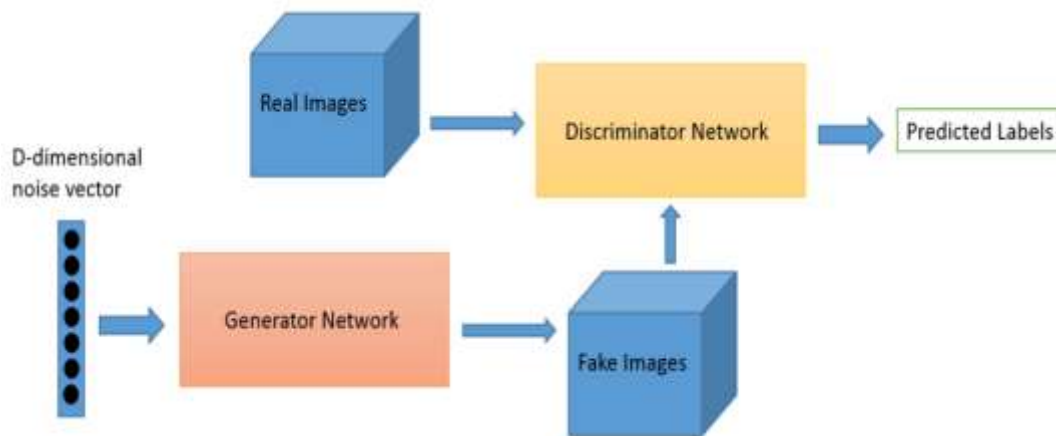 Real Images
Discriminator Network
Predicted Labels
D-dimensional
noise vector
Generator Network
Fake Images